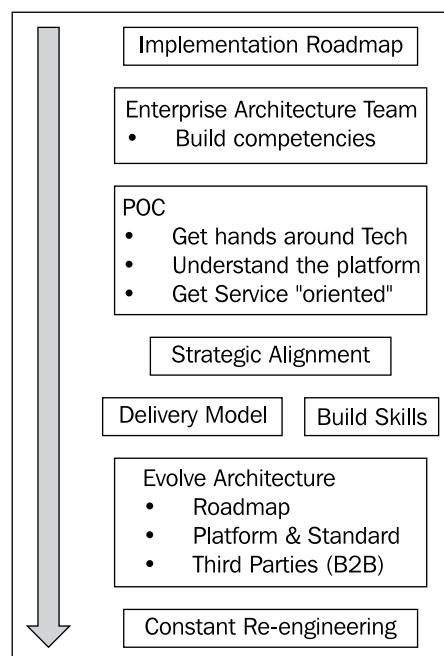 Implementation Roadmap
Enterprise Architecture Team
• Build competencies
POC
• Get hands around Tech
• Understand the platform
• Get Service "oriented"
Strategic Alignment
Delivery Model
Build Skills
Evolve Architecture
• Roadmap
• Platform & Standard
• Third Parties (B2B)
Constant Re-engineering